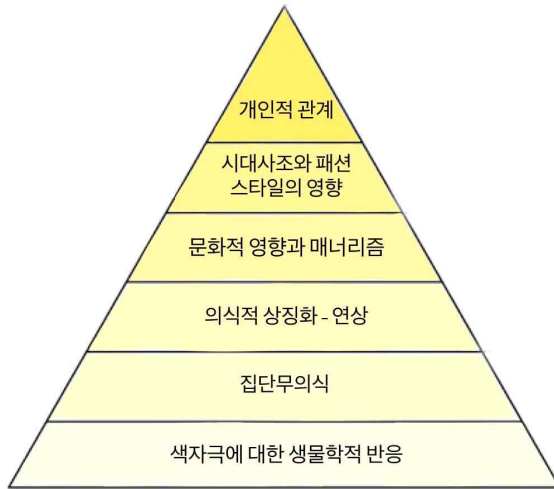 개인적 관계
시대사조와 패션
스타일의 영향
문화적 영향과 매너리즘
의식적 상징화 - 연상
집단무의식
색자극에 대한 생물학적 반응